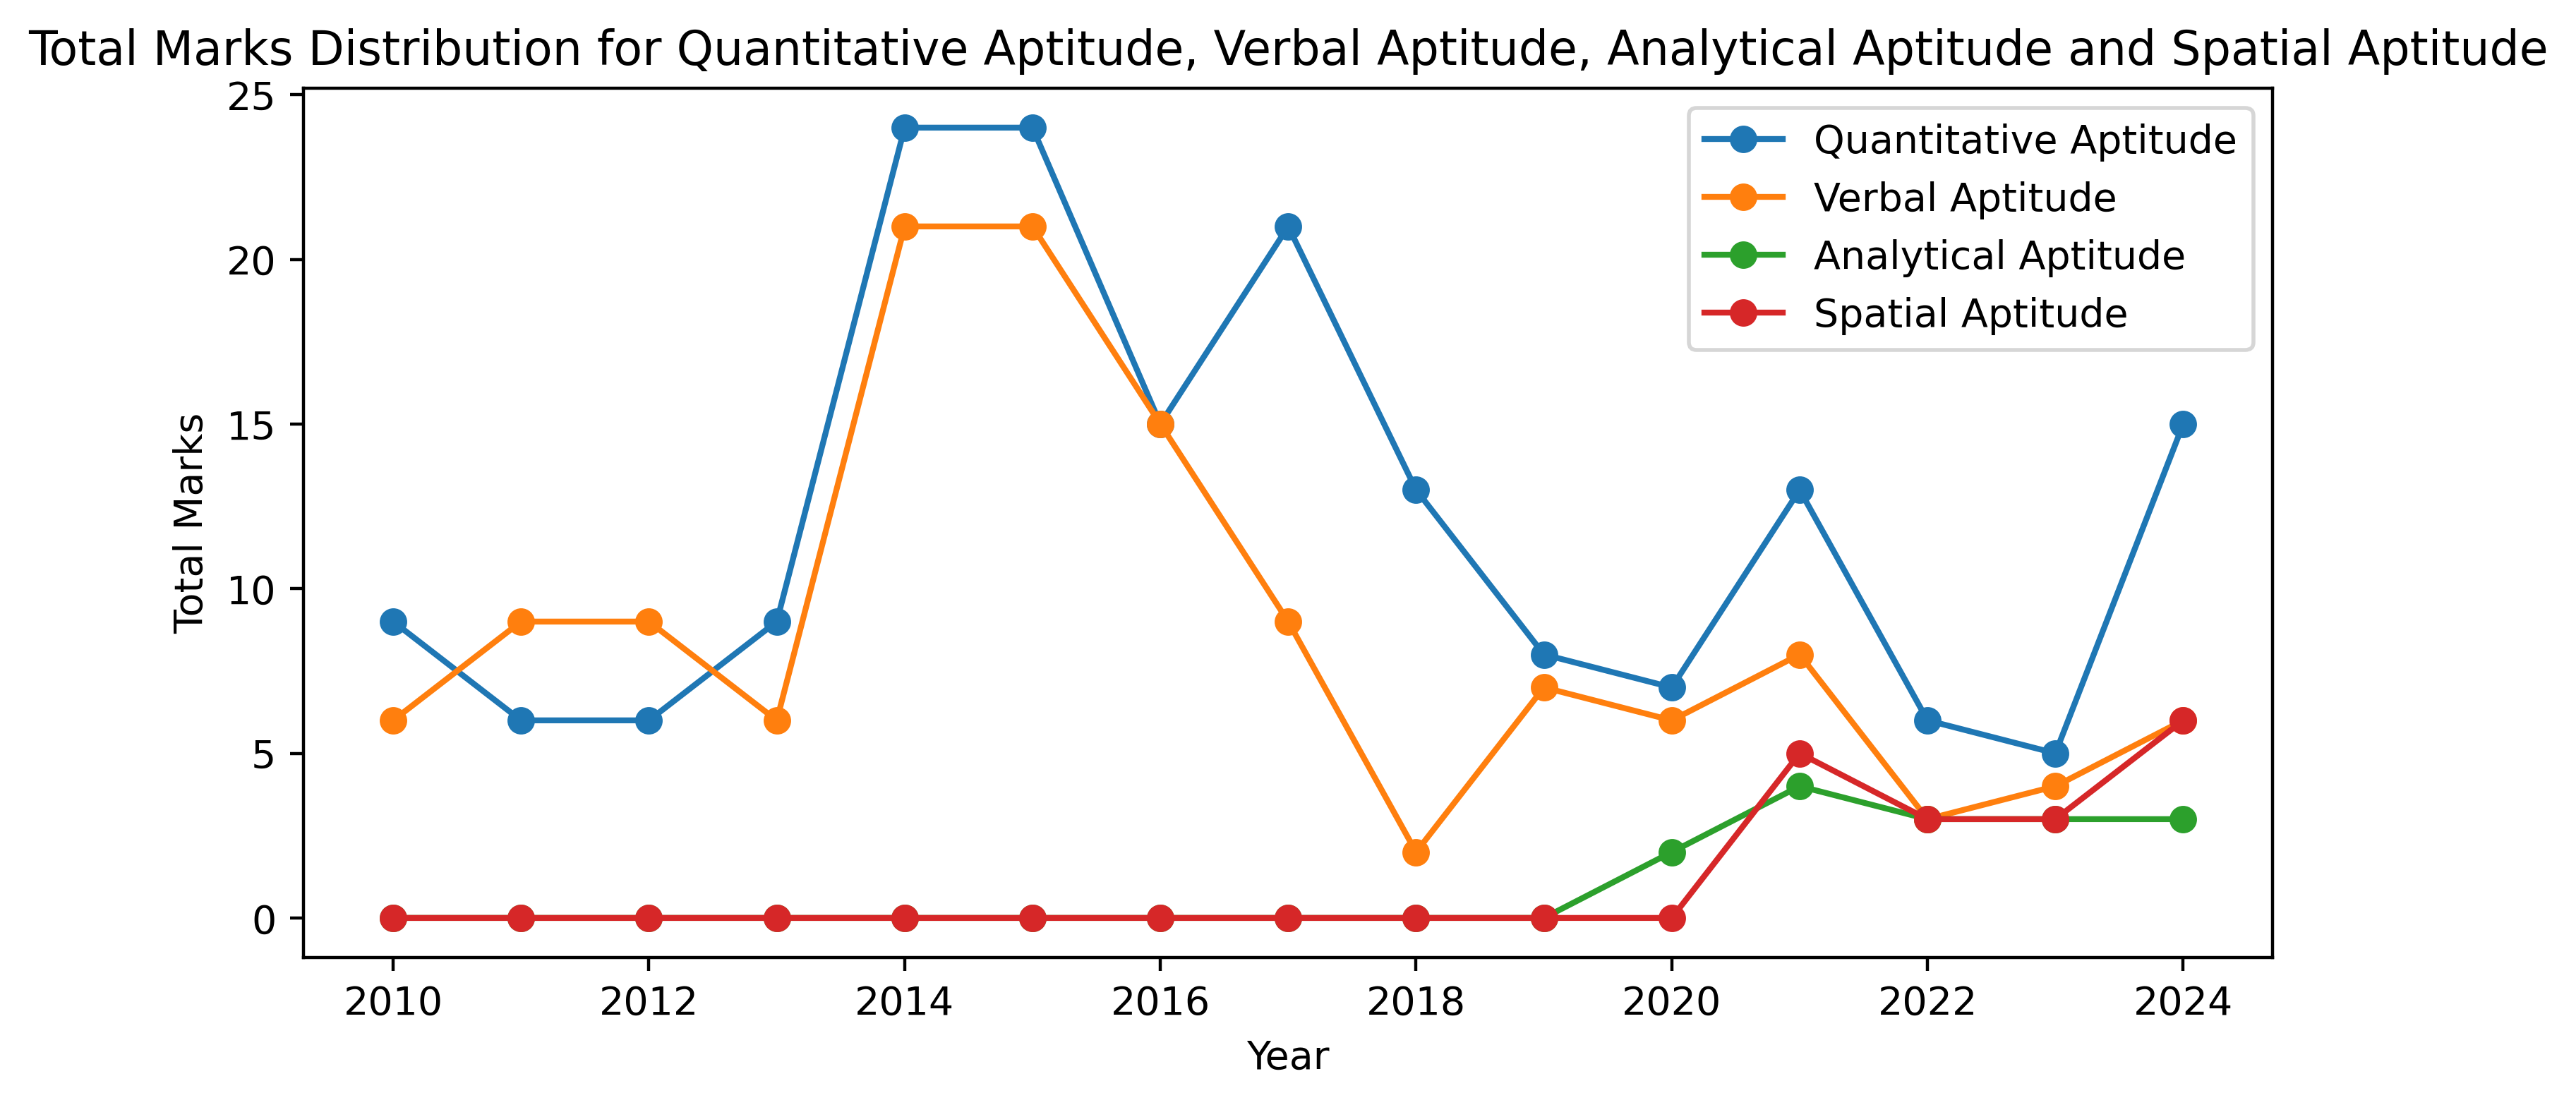 Total Marks Distribution for Quantitative Aptitude, Verbal Aptitude, Analytical Aptitude and Spatial Aptitude
25
20
15
10
5
0
Total Marks
Quantitative Aptitude
Verbal Aptitude
Analytical Aptitude
Spatial Aptitude
2010 2012 2014 2016 2018 2020 2022 2024
Year